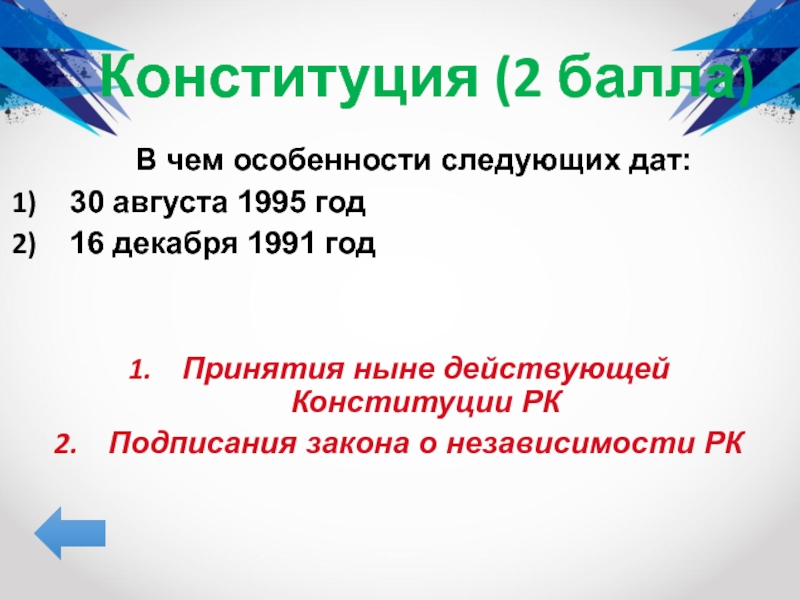 Конституция (2 балла)
В чем особенности следующих дат:
1) 30 августа 1995 год
2) 16 декабря 1991 год
1. Принятия ныне действующей
Конституции РК
2. Подписания закона о независимости РК